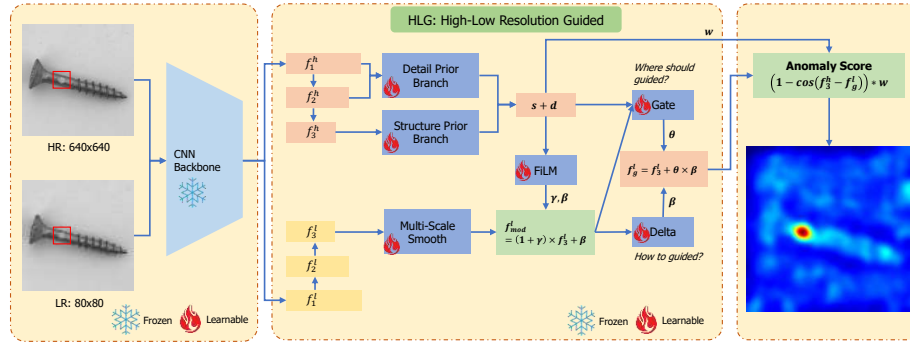 HR: 640x640
LR: 80x80
CNN
Backbone
Frozen
Learnable
HLG: High-Low Resolution Guided
f_1^h
f_2^h
f_3^h
Detail Prior
Branch
Structure Prior
Branch
s + d
FiLM
γ, β
f_3^l
f_2^l
f_1^l
Multi-Scale
Smooth
f_mod^l
= (1 + γ) × f_3^l + β
Where should
guided?
Gate
θ
f_g^l = f_3^l + θ × β
β
Delta
How to guided?
Frozen
Learnable
w
Anomaly Score
(1 − cos(f_3^h − f_g^l)) ∗ w